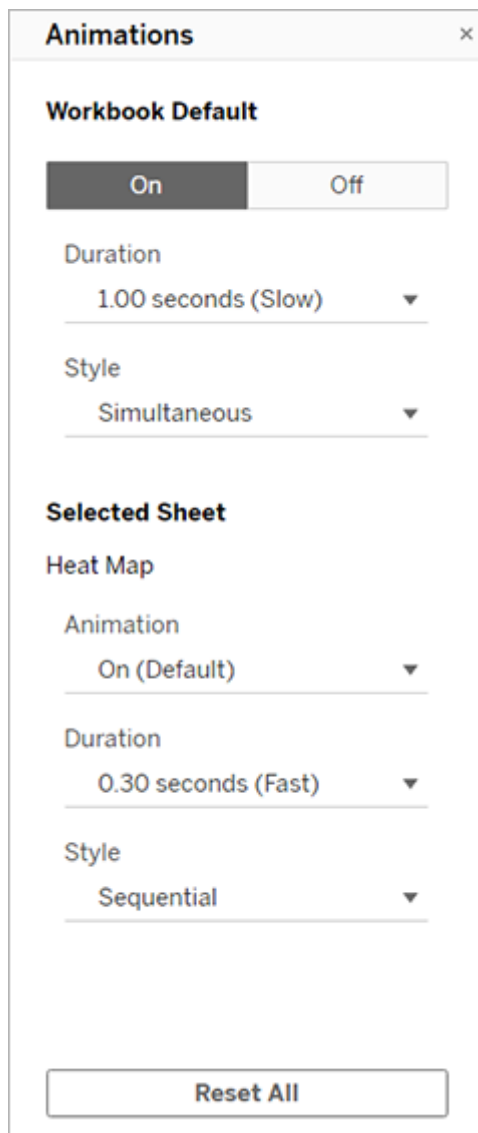 Animations
Workbook Default
On Off
Duration
1.00 seconds (Slow)
Style
Simultaneous
Selected Sheet
Heat Map
Animation
On (Default)
Duration
0.30 seconds (Fast)
Style
Sequential
Reset All